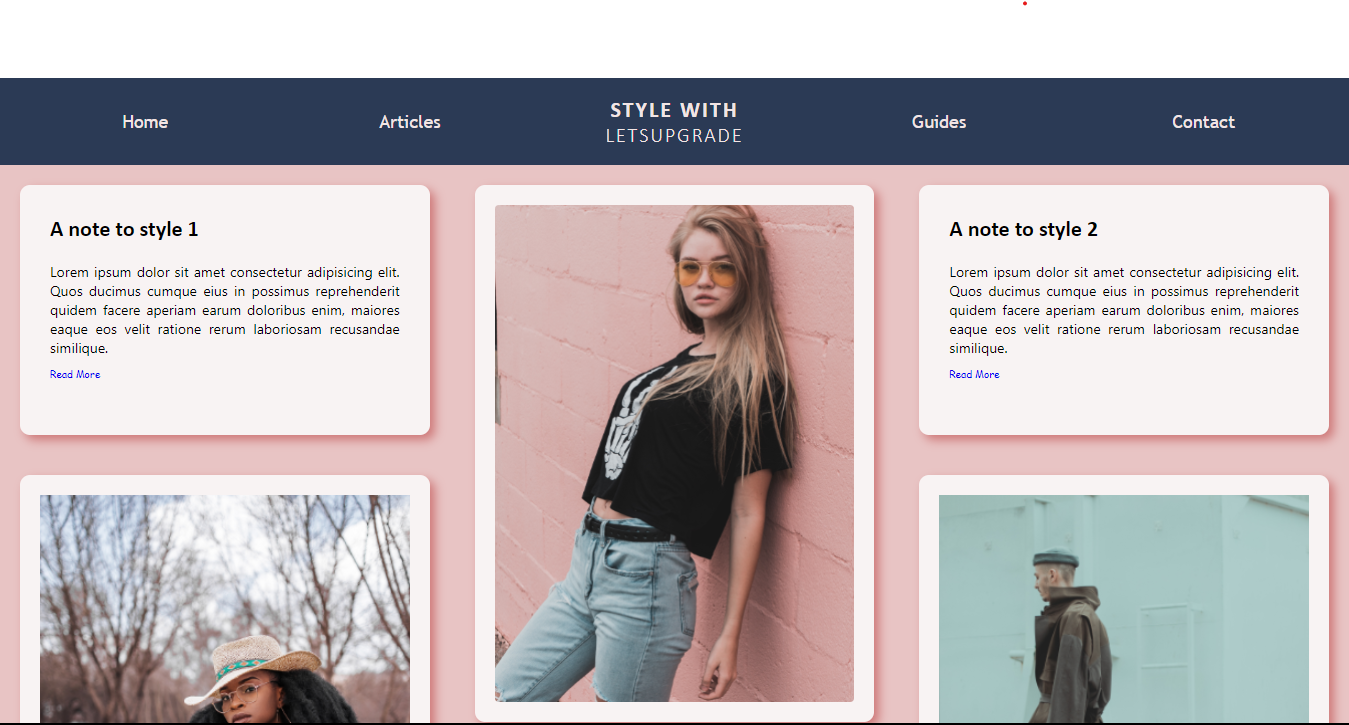 Home
Articles
STYLE WITH
LETSUPGRADE
Guides
Contact
A note to style 1
Lorem ipsum dolor sit amet consectetur adipisicing elit.
Quos ducimus cumque eius in possimus reprehenderit
quidem facere aperiam earum doloribus enim, maiores
eaque eos velit ratione rerum laboriosam recusandae
similique.
Read More
A note to style 2
Lorem ipsum dolor sit amet consectetur adipisicing elit.
Quos ducimus cumque eius in possimus reprehenderit
quidem facere aperiam earum doloribus enim, maiores
eaque eos velit ratione rerum laboriosam recusandae
similique.
Read More